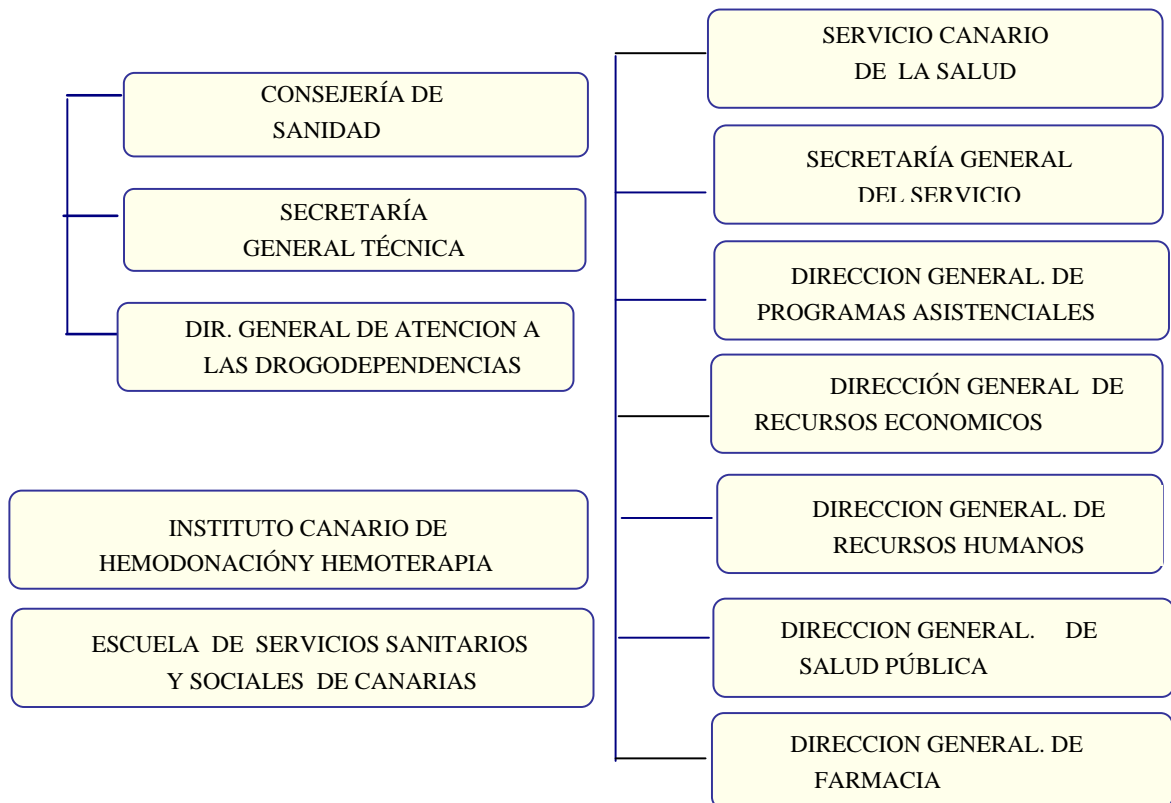 CONSEJERÍA DE
SANIDAD
SECRETARÍA
GENERAL TÉCNICA
DIR. GENERAL DE ATENCION A
LAS DROGODEPENDENCIAS
INSTITUTO CANARIO DE
HEMODONACIÓNY HEMOTERAPIA
ESCUELA DE SERVICIOS SANITARIOS
Y SOCIALES DE CANARIAS
SERVICIO CANARIO
DE LA SALUD
SECRETARÍA GENERAL
DEL SERVICIO
DIRECCION GENERAL. DE
PROGRAMAS ASISTENCIALES
DIRECCIÓN GENERAL DE
RECURSOS ECONOMICOS
DIRECCION GENERAL. DE
RECURSOS HUMANOS
DIRECCION GENERAL. DE
SALUD PÚBLICA
DIRECCION GENERAL. DE
FARMACIA